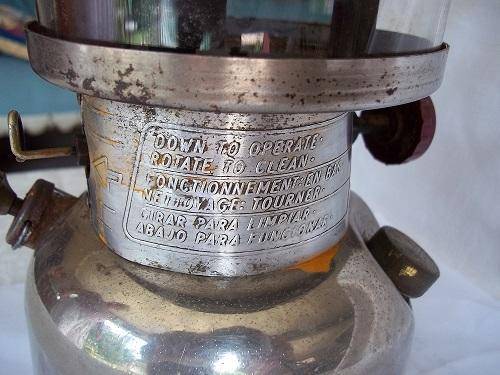 DOWN TO OPERATE·
ROTATE TO CLEAN·
FONCTIONNEMENT: EN BAS
NETTOYAGE: TOURNER·
GIRAR PARA LIMPIAR·
ABAJO PARA FUNCIONAR·